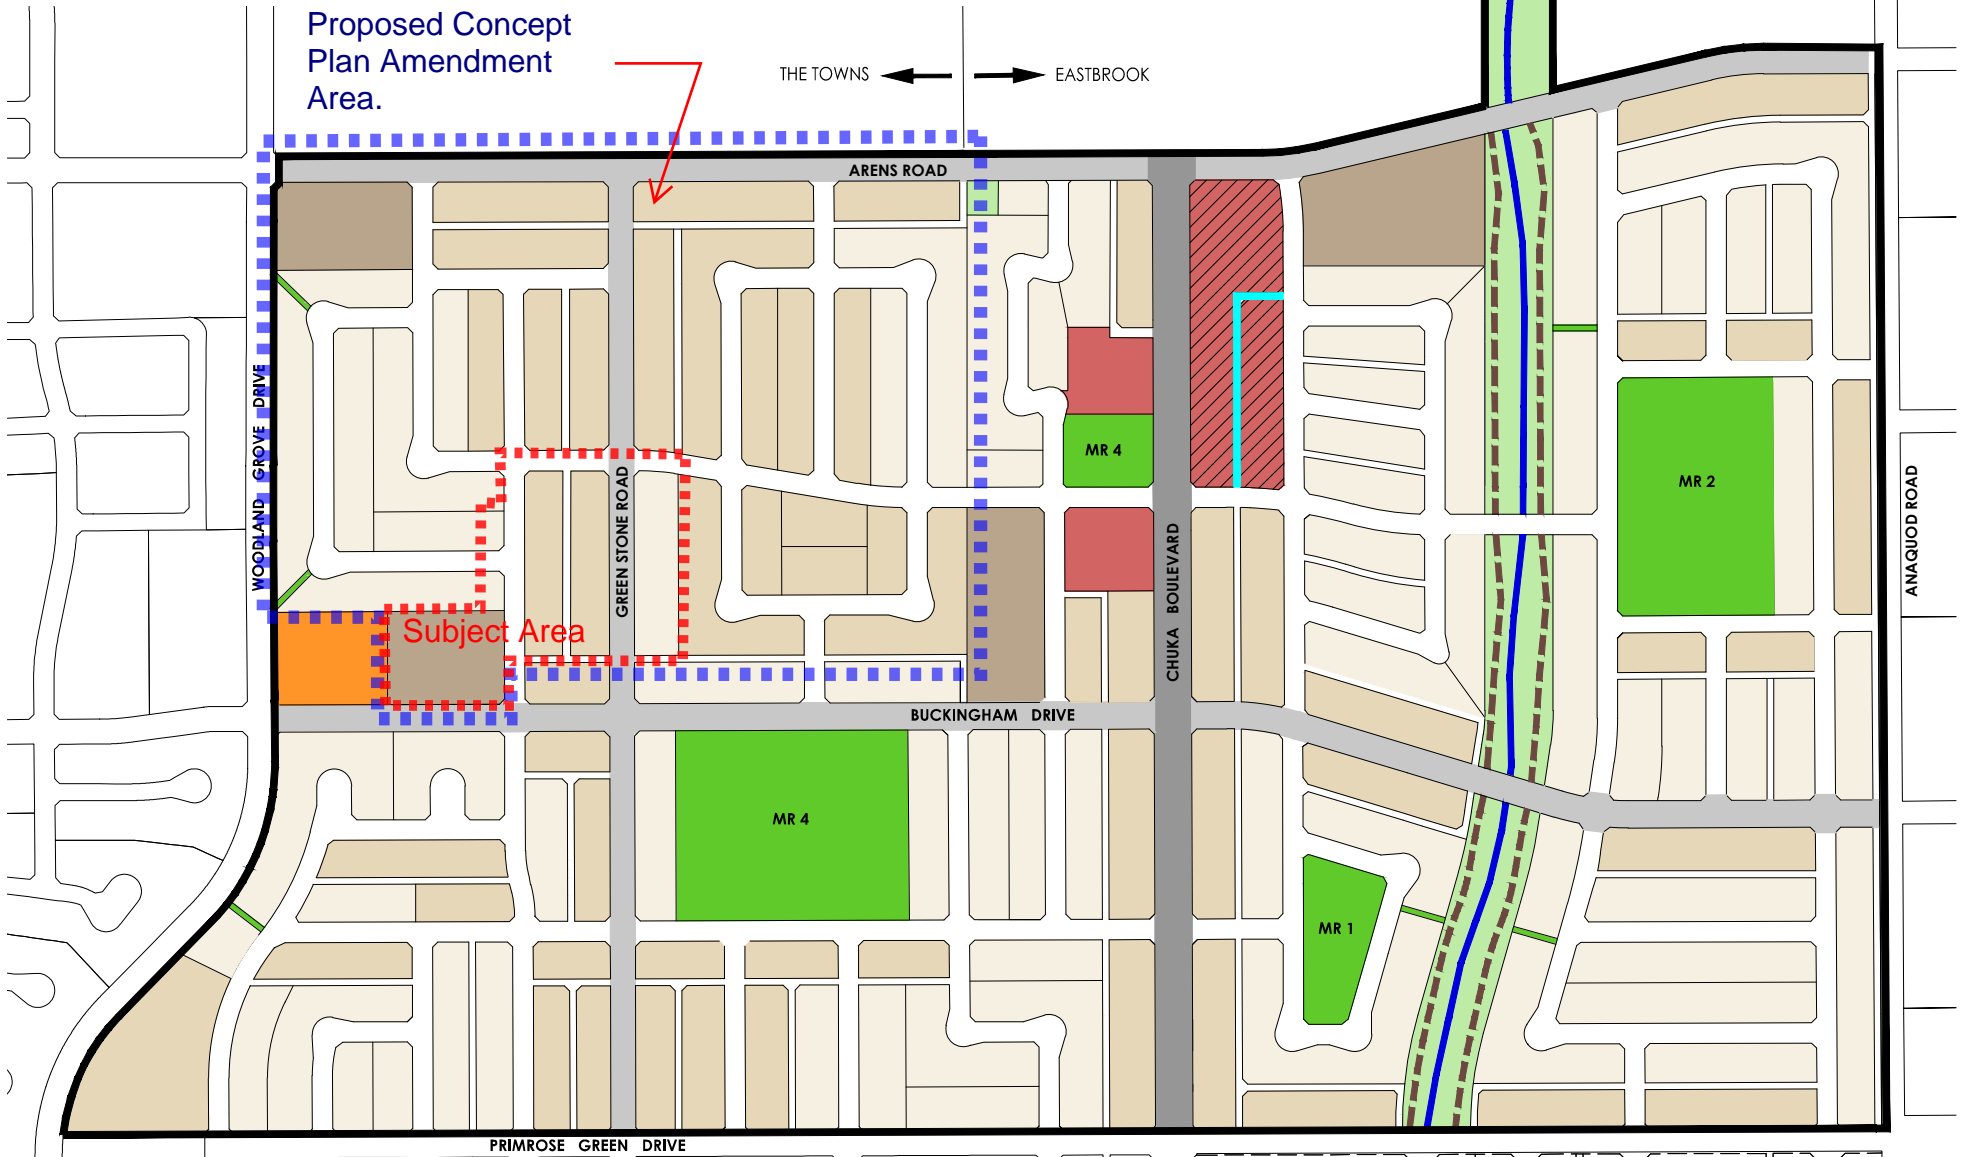 Proposed Concept
Plan Amendment
Area.
THE TOWNS
EASTBROOK
ARENS ROAD
WOODLAND GROVE DRIVE
GREEN STONE ROAD
MR 4
CHUKA BOULEVARD
MR 2
ANAQUOD ROAD
Subject Area
BUCKINGHAM DRIVE
MR 4
MR 1
PRIMROSE GREEN DRIVE